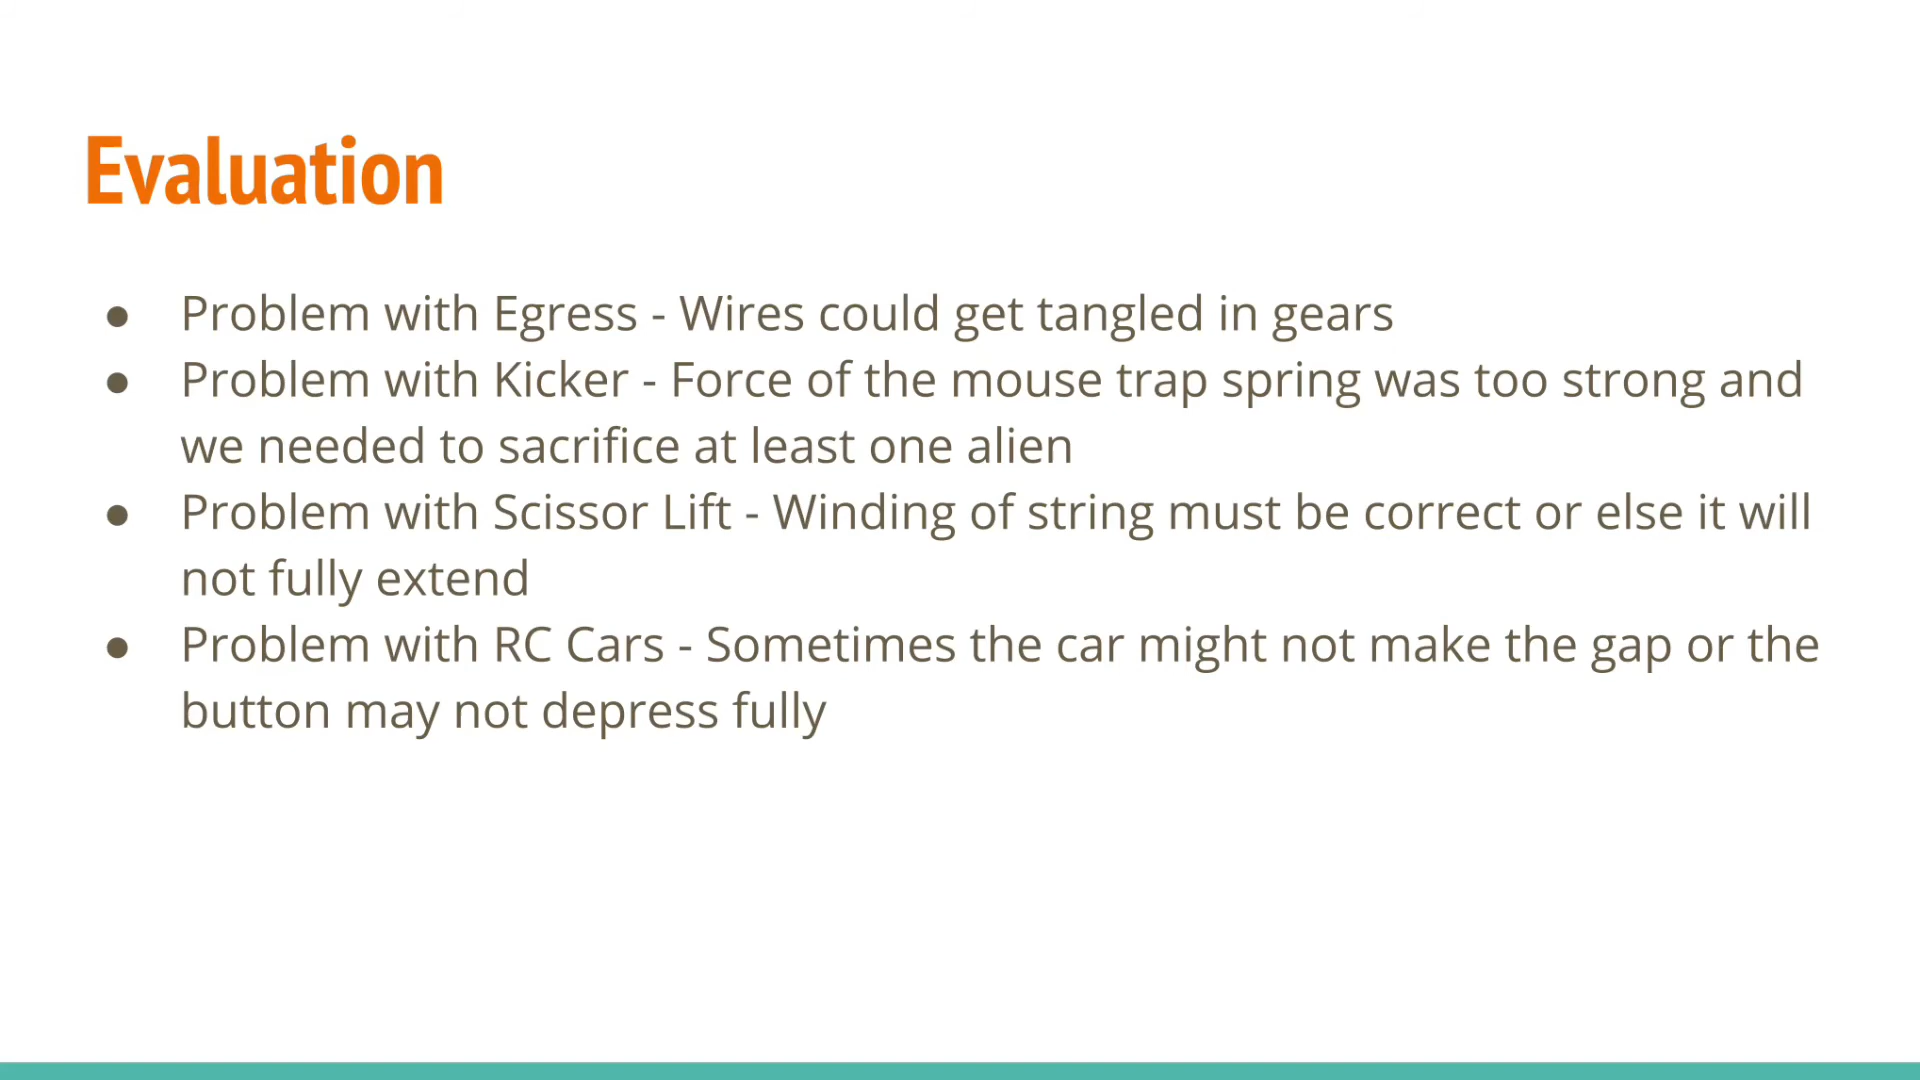 Evaluation
● Problem with Egress - Wires could get tangled in gears
● Problem with Kicker - Force of the mouse trap spring was too strong and
we needed to sacrifice at least one alien
● Problem with Scissor Lift - Winding of string must be correct or else it will
not fully extend
● Problem with RC Cars - Sometimes the car might not make the gap or the
button may not depress fully